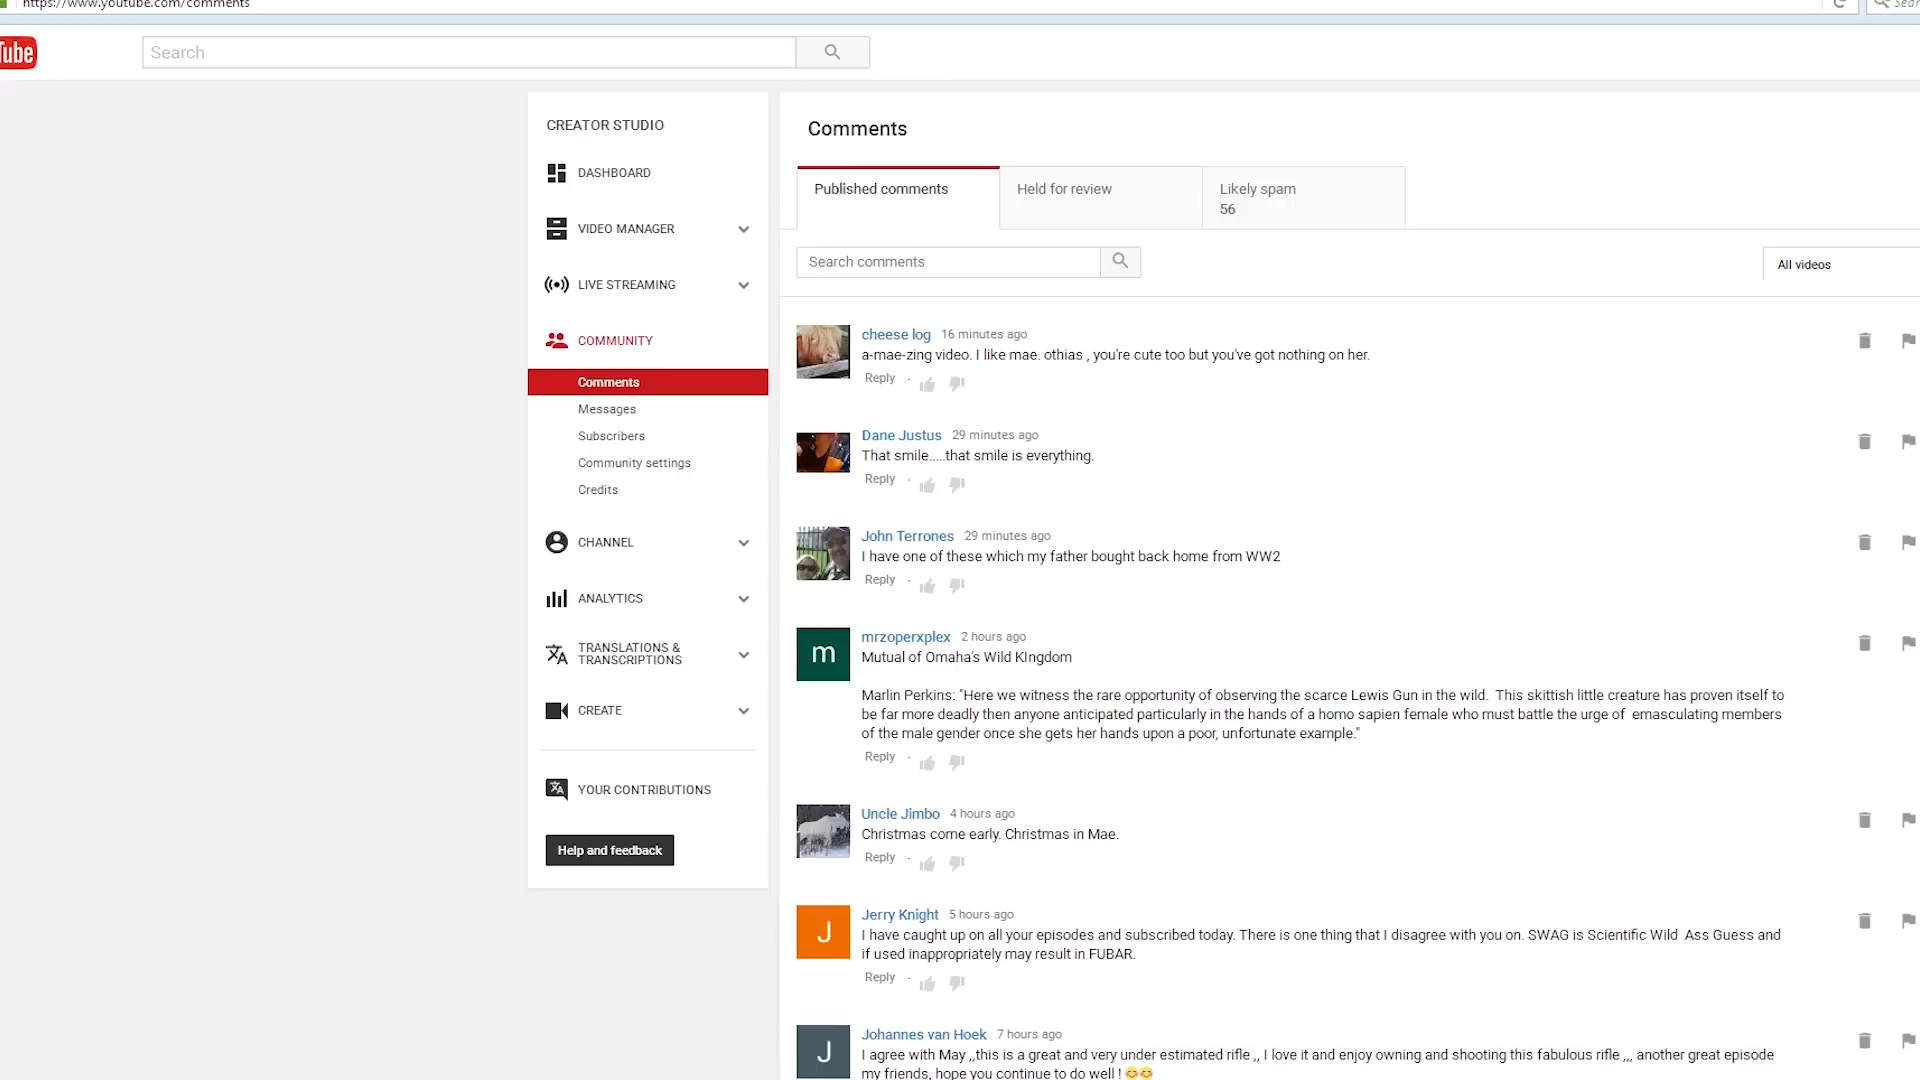 https://www.youtube.com/comments
Tube
Search
CREATOR STUDIO
DASHBOARD
VIDEO MANAGER
LIVE STREAMING
COMMUNITY
Comments
Messages
Subscribers
Community settings
Credits
CHANNEL
ANALYTICS
TRANSLATIONS &
TRANSCRIPTIONS
CREATE
YOUR CONTRIBUTIONS
Help and feedback
Comments
Published comments
Held for review
Likely spam
56
Search comments
All videos
cheese log 16 minutes ago
a-mae-zing video. I like mae. othias , you're cute too but you've got nothing on her.
Reply
Dane Justus 29 minutes ago
That smile.....that smile is everything.
Reply
John Terrones 29 minutes ago
I have one of these which my father bought back home from WW2
Reply
m
mrzoperxplex 2 hours ago
Mutual of Omaha's Wild KIngdom
Marlin Perkins: "Here we witness the rare opportunity of observing the scarce Lewis Gun in the wild.  This skittish little creature has proven itself to
be far more deadly then anyone anticipated particularly in the hands of a homo sapien female who must battle the urge of  emasculating members
of the male gender once she gets her hands upon a poor, unfortunate example."
Reply
Uncle Jimbo 4 hours ago
Christmas come early. Christmas in Mae.
Reply
J
Jerry Knight 5 hours ago
I have caught up on all your episodes and subscribed today. There is one thing that I disagree with you on. SWAG is Scientific Wild  Ass Guess and
if used inappropriately may result in FUBAR.
Reply
J
Johannes van Hoek 7 hours ago
I agree with May ,,this is a great and very under estimated rifle ,, I love it and enjoy owning and shooting this fabulous rifle ,,, another great episode
my friends, hope you continue to do well ! 😊😊